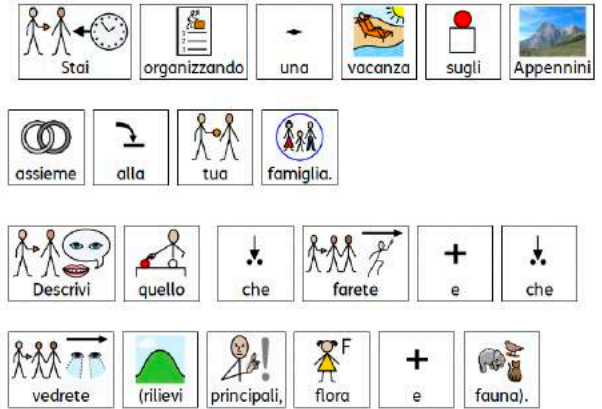 Stai organizzando una vacanza sugli Appennini
assieme alla tua famiglia.
Descrivi quello che farete e che
vedrete (rilievi principali, flora e fauna).